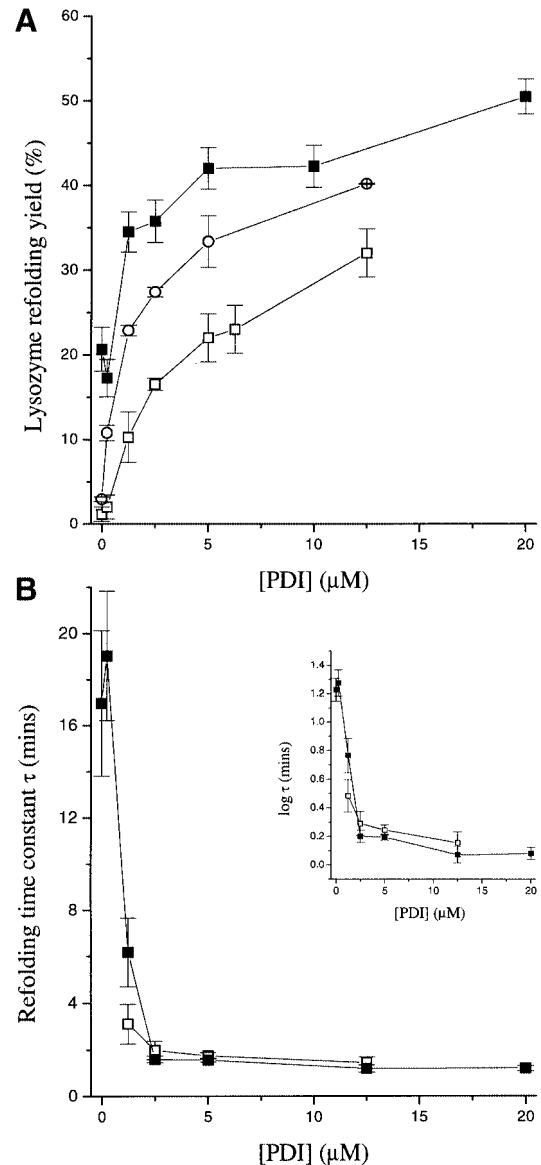 A
60
50
40
30
20
10
0
Lysozyme refolding yield (%)
0 5 10 15 20
[PDI] (µM)
B
20
16
12
8
4
0
Refolding time constant τ (mins)
1.4
1.2
1.0
0.8
0.6
0.4
0.2
0.0
log τ (mins)
0 5 10 15 20
[PDI] (µM)
0 5 10 15 20
[PDI] (µM)